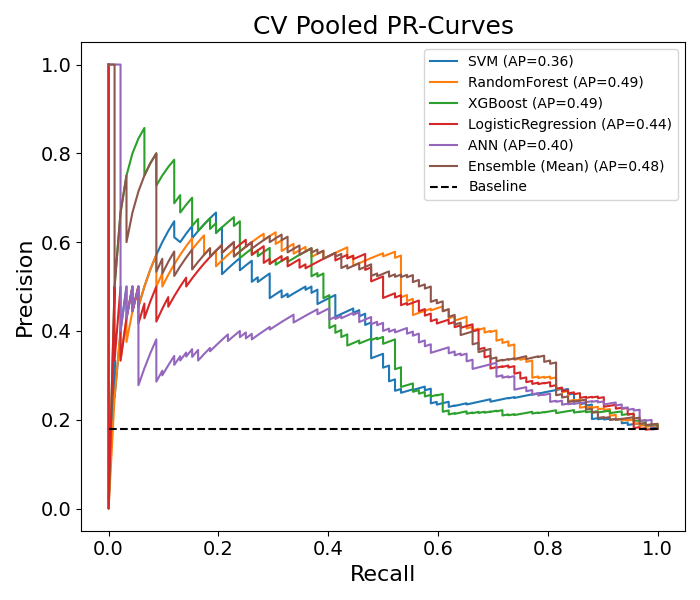 CV Pooled PR-Curves
SVM (AP=0.36)
RandomForest (AP=0.49)
XGBoost (AP=0.49)
LogisticRegression (AP=0.44)
ANN (AP=0.40)
Ensemble (Mean) (AP=0.48)
Baseline
Precision
1.0
0.8
0.6
0.4
0.2
0.0
0.0 0.2 0.4 0.6 0.8 1.0
Recall